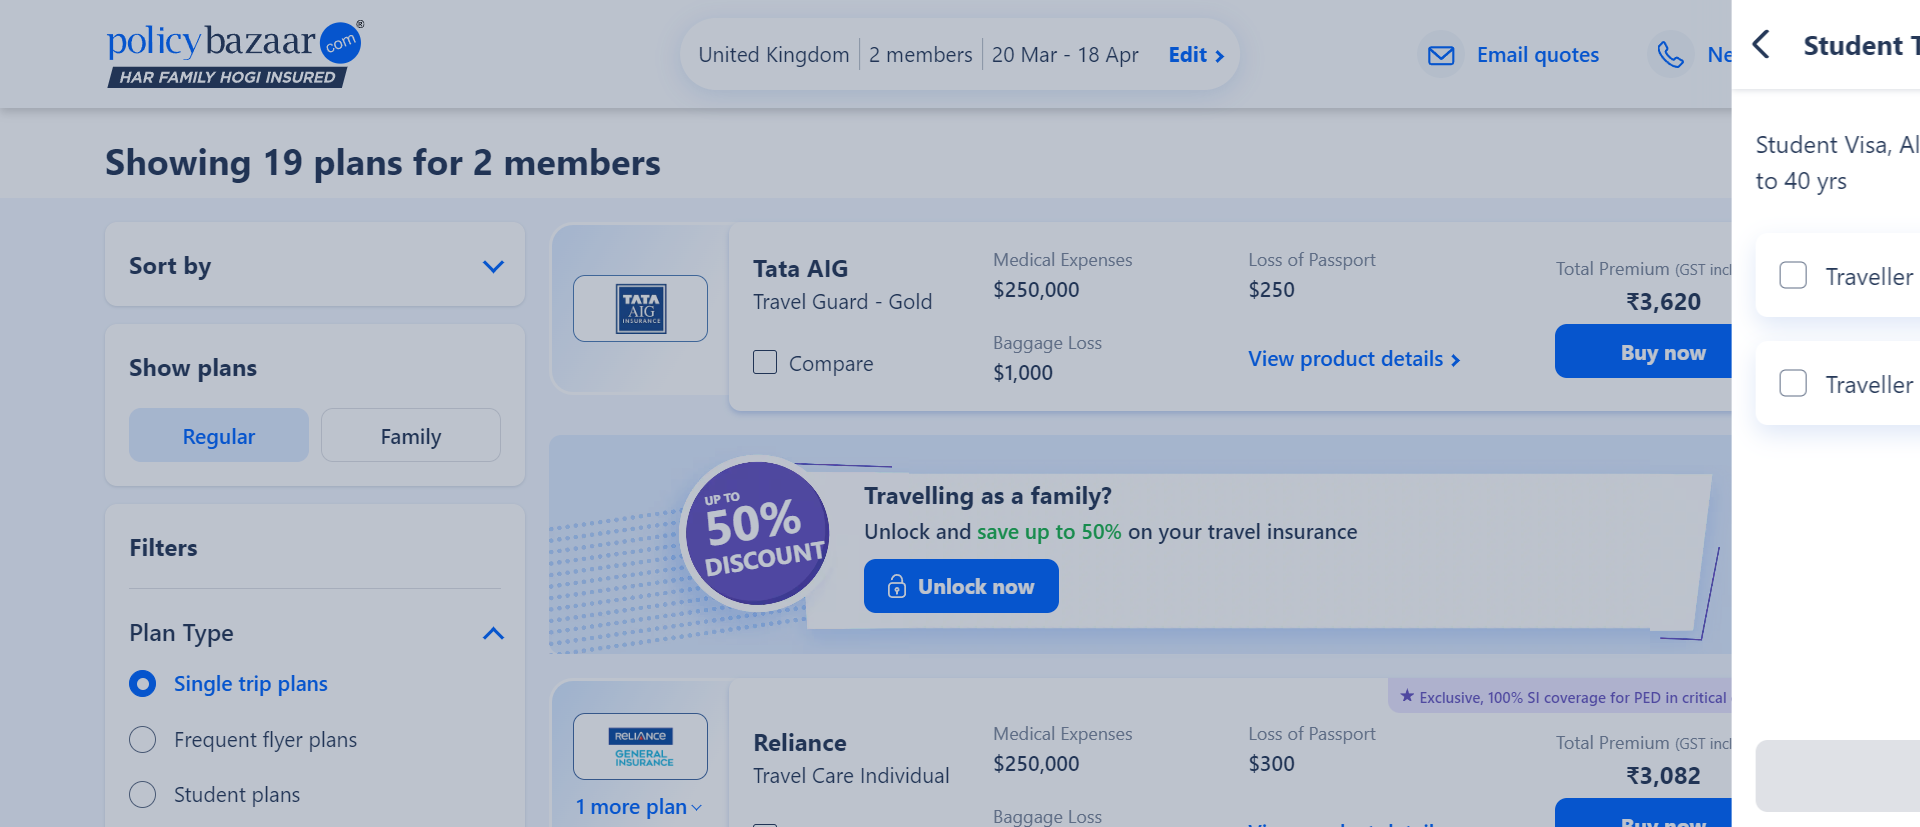 policybazaar.com®
HAR FAMILY HOGI INSURED
United Kingdom
2 members
20 Mar - 18 Apr
Edit
Email quotes
Student
Showing 19 plans for 2 members
Student Visa,
to 40 yrs
Sort by
Show plans
Regular
Family
Filters
Plan Type
Single trip plans
Frequent flyer plans
Student plans
TATA
AIG
INSURANCE
Tata AIG
Travel Guard - Gold
Compare
Medical Expenses
$250,000
Baggage Loss
$1,000
Loss of Passport
$250
View product details
Total Premium (GST
₹3,620
Buy now
UP TO
50%
DISCOUNT
Travelling as a family?
Unlock and save up to 50% on your travel insurance
Unlock now
Exclusive, 100% SI coverage for PED in critical
RELIANCE
GENERAL
INSURANCE
1 more plan
Reliance
Travel Care Individual
Medical Expenses
$250,000
Baggage Loss
Loss of Passport
$300
Total Premium (GST
₹3,082
Buy now
Traveller
Traveller